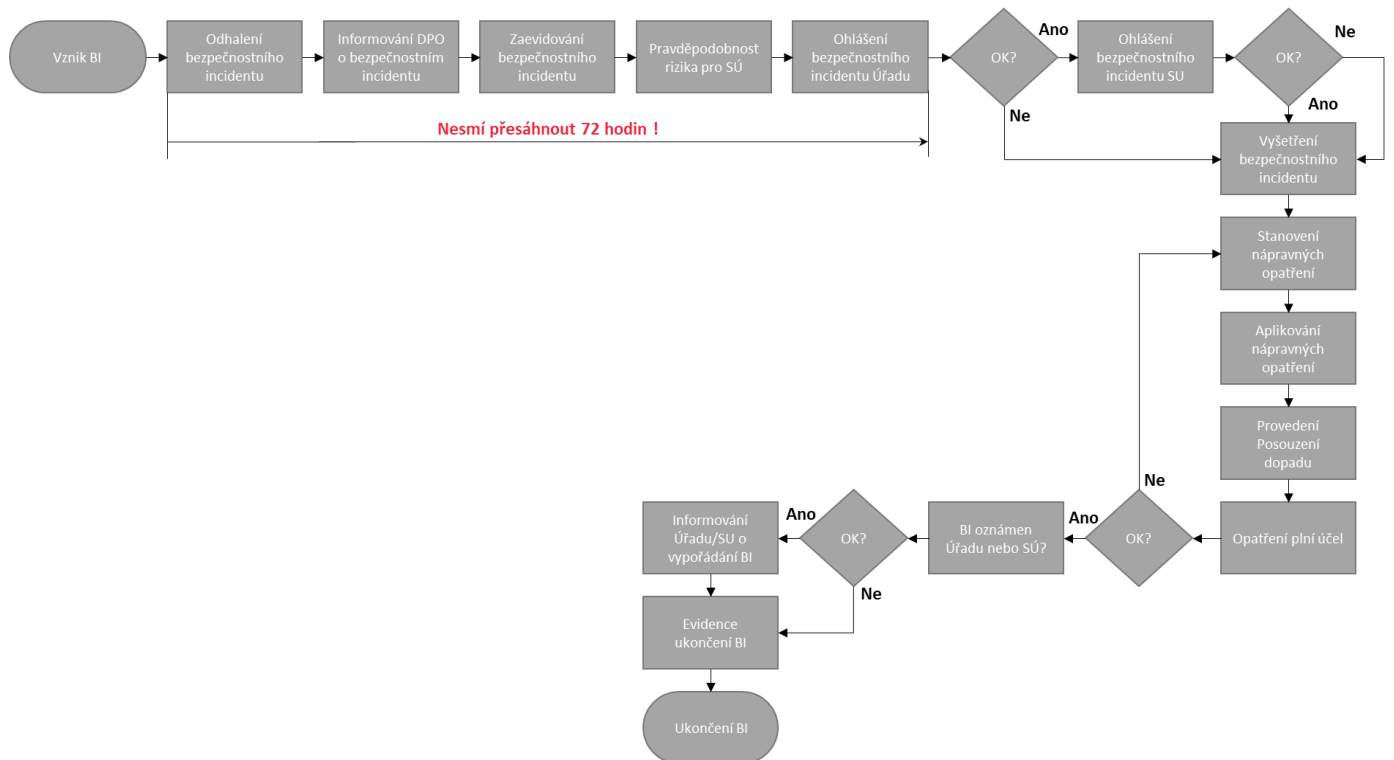 Vznik BI
Odhalení
bezpečnostního
incidentu
Informování DPO
o bezpečnostním
incidentu
Zaevidování
bezpečnostního
incidentu
Pravděpodobnost
rizika pro SÚ
Ohlášení
bezpečnostního
incidentu Úřadu
OK?
Ano
Ne
Ohlášení
bezpečnostního
incidentu SU
OK?
Ne
Ano
Nesmí přesáhnout 72 hodin !
Vyšetření
bezpečnostního
incidentu
Stanovení
nápravných
opatření
Aplikování
nápravných
opatření
Provedení
Posouzení
dopadu
Opatření plní účel
OK?
Ne
Ano
BI oznámen
Úřadu nebo SÚ?
OK?
Ano
Ne
Informování
Úřadu/SU o
vypořádání BI
Evidence
ukončení BI
Ukončení BI